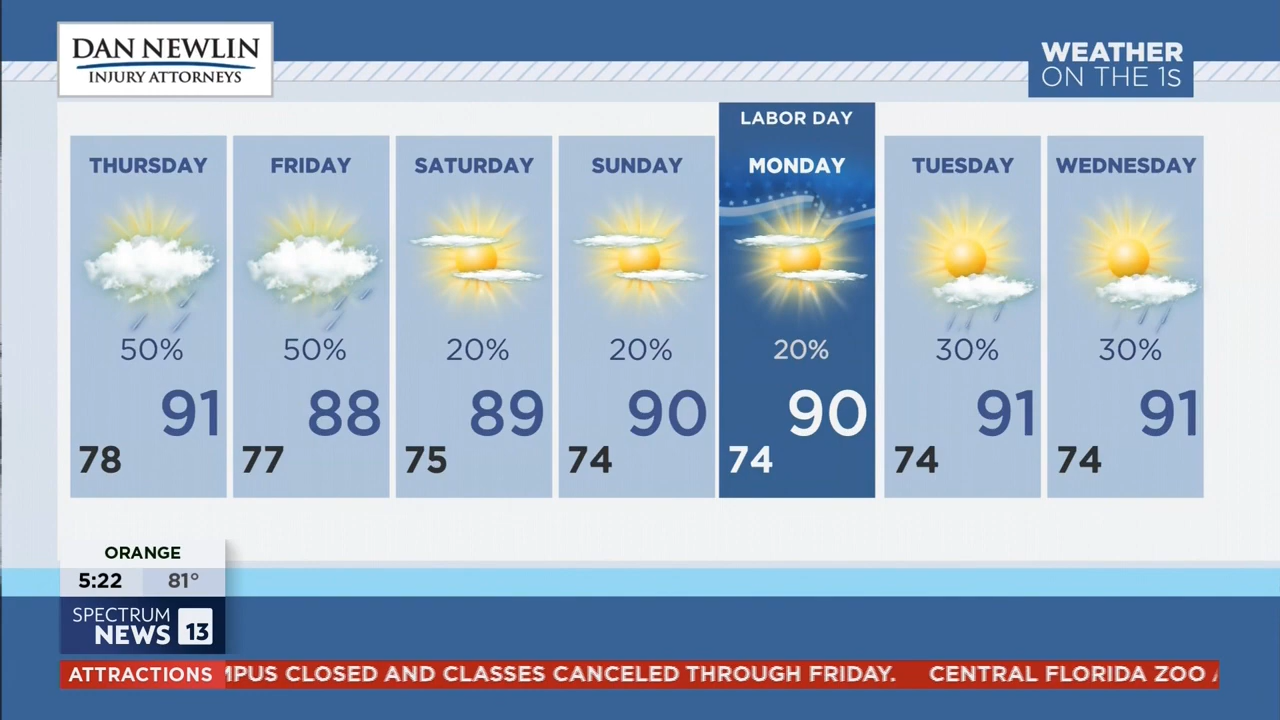 DAN NEWLIN
INJURY ATTORNEYS
WEATHER
ON THE 1S
LABOR DAY
THURSDAY FRIDAY SATURDAY SUNDAY MONDAY TUESDAY WEDNESDAY
50% 50% 20% 20% 20% 30% 30%
91 88 89 90 90 91 91
78 77 75 74 74 74 74
ORANGE
5:22 81°
SPECTRUM
NEWS 13
ATTRACTIONS MPUS CLOSED AND CLASSES CANCELED THROUGH FRIDAY. CENTRAL FLORIDA ZOO